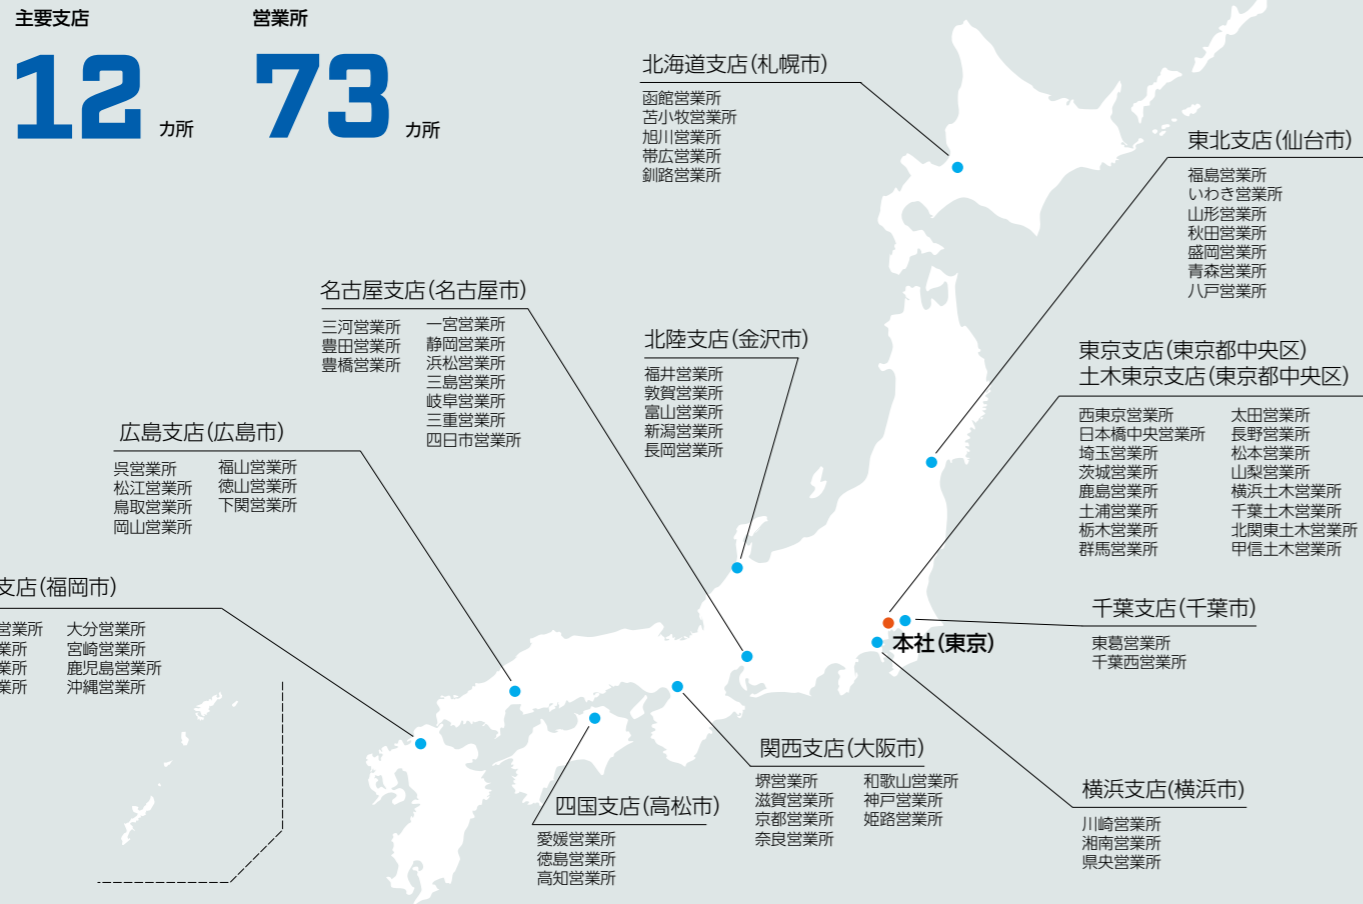 主要支店
12
カ所
営業所
73
カ所
北海道支店(札幌市)
函館営業所
苫小牧営業所
旭川営業所
帯広営業所
釧路営業所
東北支店(仙台市)
福島営業所
いわき営業所
山形営業所
秋田営業所
盛岡営業所
青森営業所
八戸営業所
名古屋支店(名古屋市)
三河営業所
豊田営業所
豊橋営業所
一宮営業所
静岡営業所
浜松営業所
三島営業所
岐阜営業所
三重営業所
四日市営業所
北陸支店(金沢市)
福井営業所
敦賀営業所
富山営業所
新潟営業所
長岡営業所
東京支店(東京都中央区)
土木東京支店(東京都中央区)
西東京営業所
日本橋中央営業所
埼玉営業所
茨城営業所
鹿島営業所
土浦営業所
栃木営業所
群馬営業所
太田営業所
長野営業所
松本営業所
山梨営業所
横浜土木営業所
千葉土木営業所
北関東土木営業所
甲信土木営業所
広島支店(広島市)
呉営業所
松江営業所
鳥取営業所
岡山営業所
福山営業所
徳山営業所
下関営業所
支店(福岡市)
営業所
業所
業所
業所
大分営業所
宮崎営業所
鹿児島営業所
沖縄営業所
千葉支店(千葉市)
東葛営業所
千葉西営業所
本社(東京)
関西支店(大阪市)
堺営業所
滋賀営業所
京都営業所
奈良営業所
和歌山営業所
神戸営業所
姫路営業所
四国支店(高松市)
愛媛営業所
徳島営業所
高知営業所
横浜支店(横浜市)
川崎営業所
湘南営業所
県央営業所